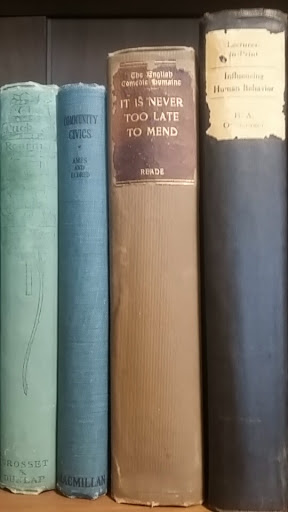 GROSSET
&
DUNLAP
COMMUNITY
CIVICS
AMES
AND
ELDRED
MACMILLAN
The English
Comédie Humaine
IT IS NEVER
TOO LATE
TO MEND
READE
Lectures-
in-Print
Influencing
Human Behavior
H. A.